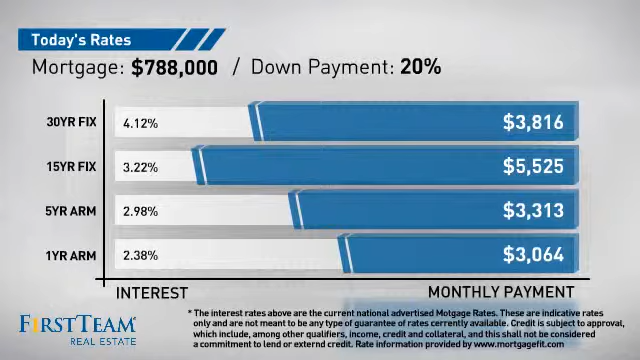 Today's Rates
Mortgage: $788,000 / Down Payment: 20%
30YR FIX 4.12% $3,816
15YR FIX 3.22% $5,525
5YR ARM 2.98% $3,313
1YR ARM 2.38% $3,064
INTEREST MONTHLY PAYMENT
FIRSTTEAM®
REAL ESTATE
* The interest rates above are the current national advertised Motgage Rates. These are indicative rates
only and are not meant to be any type of guarantee of rates cerrently available. Credit is subject to approval,
which include, among other qualifiers, income, credit and collateral, and this shall not be considered
a commitment to lend or externd credit. Rate information provided by www.mortgagefit.com